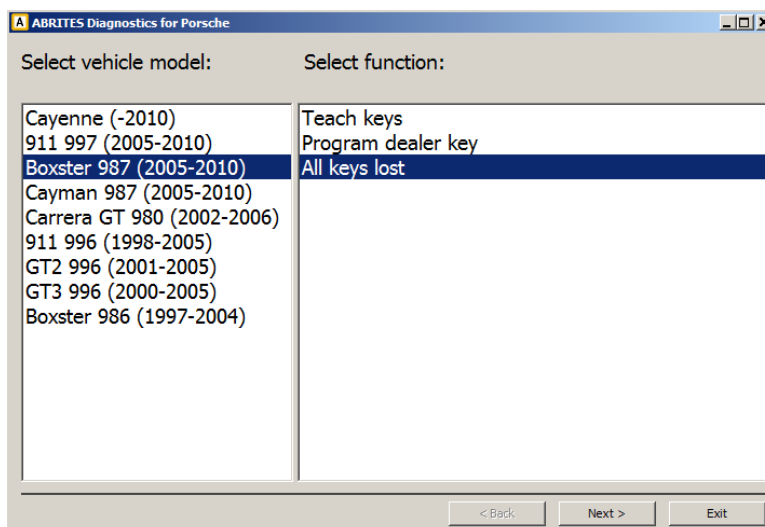 A ABRITES Diagnostics for Porsche
Select vehicle model:
Select function:
Cayenne (-2010)
911 997 (2005-2010)
Boxster 987 (2005-2010)
Cayman 987 (2005-2010)
Carrera GT 980 (2002-2006)
911 996 (1998-2005)
GT2 996 (2001-2005)
GT3 996 (2000-2005)
Boxster 986 (1997-2004)
Teach keys
Program dealer key
All keys lost
< Back
Next >
Exit